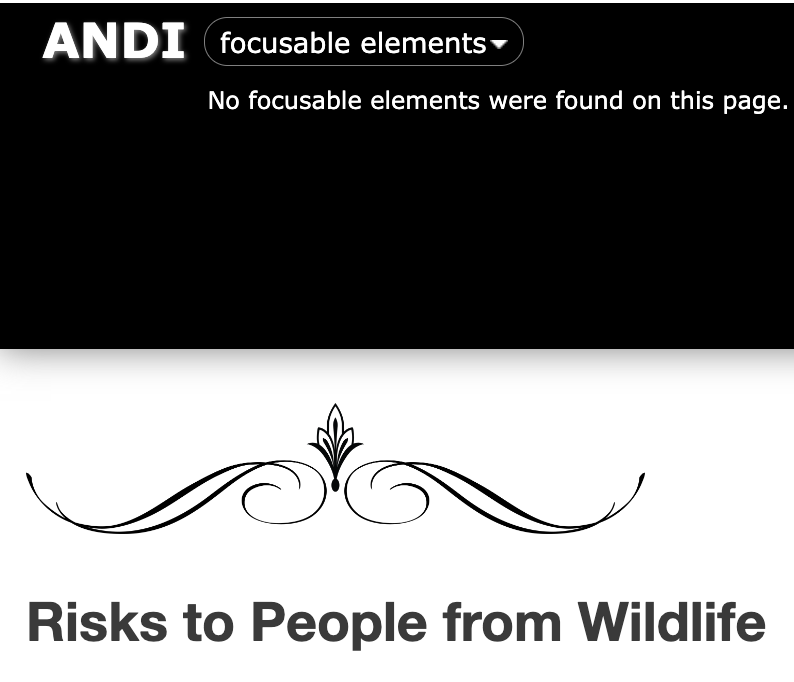 ANDI focusable elements
No focusable elements were found on this page.
Risks to People from Wildlife